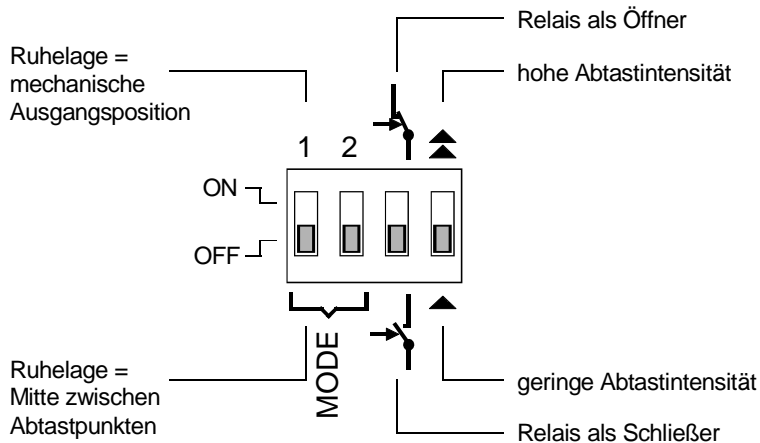 Relais als Öffner
Ruhelage =
mechanische
Ausgangsposition
hohe Abtastintensität
1 2
ON
OFF
MODE
Ruhelage =
Mitte zwischen
Abtastpunkten
geringe Abtastintensität
Relais als Schließer